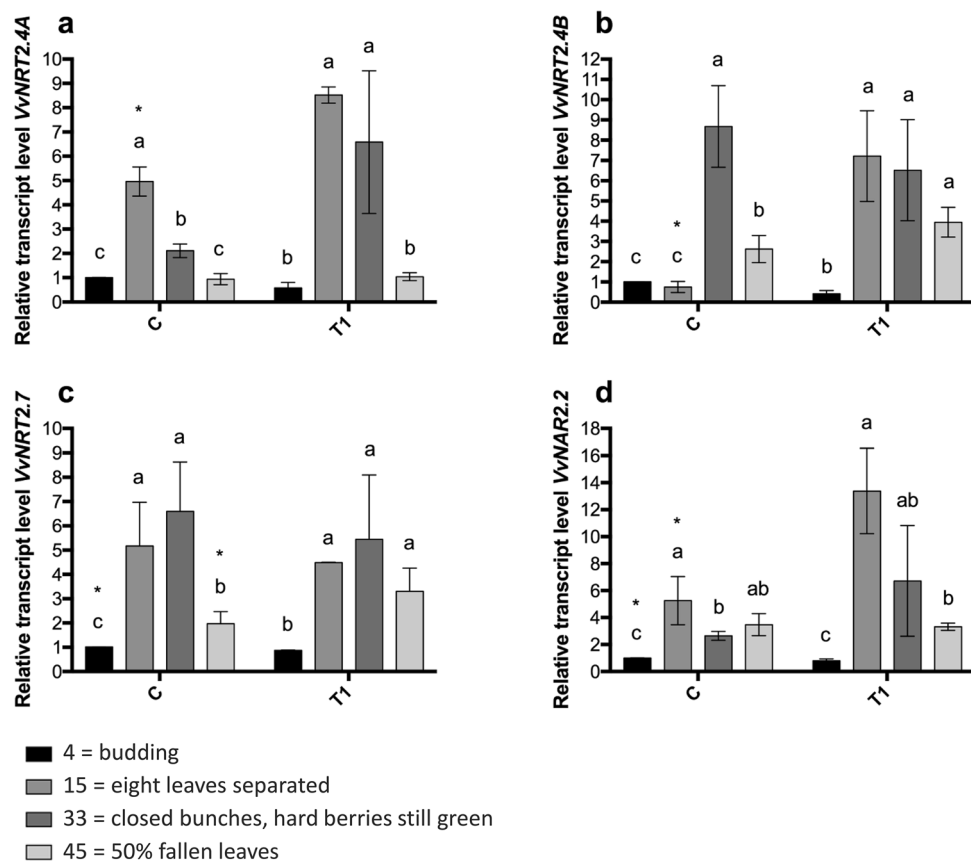 a
Relative transcript level VvNRT2.4A
10
9
8
7
6
5
4
3
2
1
0
c
*
a
b
c
b
a
a
b
C
T1
b
Relative transcript level VvNRT2.4B
13
12
11
10
9
8
7
6
5
4
3
2
1
0
c
*
c
a
b
b
a
a
a
C
T1
c
Relative transcript level VvNRT2.7
10
9
8
7
6
5
4
3
2
1
0
*
c
a
a
*
b
b
a
a
a
C
T1
d
Relative transcript level VvNAR2.2
18
16
14
12
10
8
6
4
2
0
*
c
*
a
b
ab
c
a
ab
b
C
T1
4 = budding
15 = eight leaves separated
33 = closed bunches, hard berries still green
45 = 50% fallen leaves